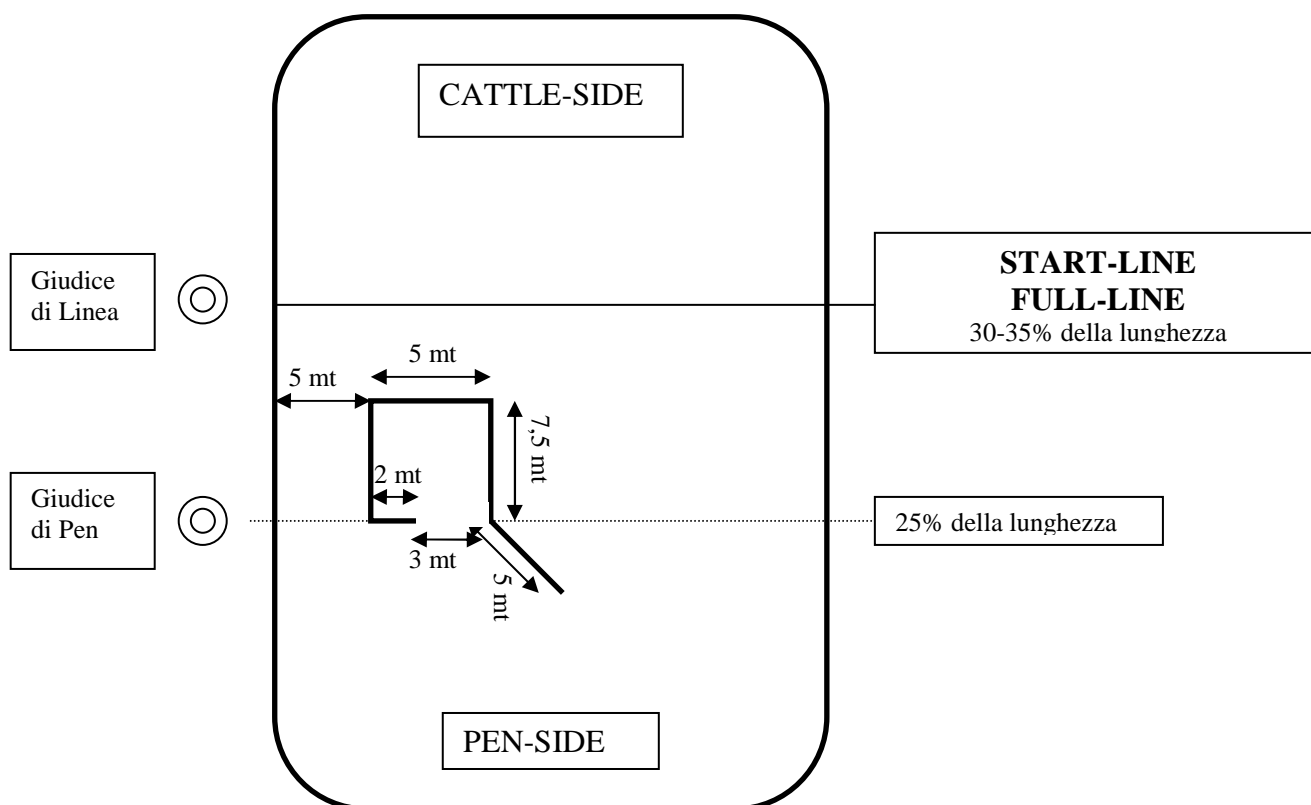 CATTLE-SIDE
Giudice
di Linea
START-LINE
FULL-LINE
30-35% della lunghezza
5 mt
5 mt
7,5 mt
2 mt
Giudice
di Pen
25% della lunghezza
3 mt
5 mt
PEN-SIDE